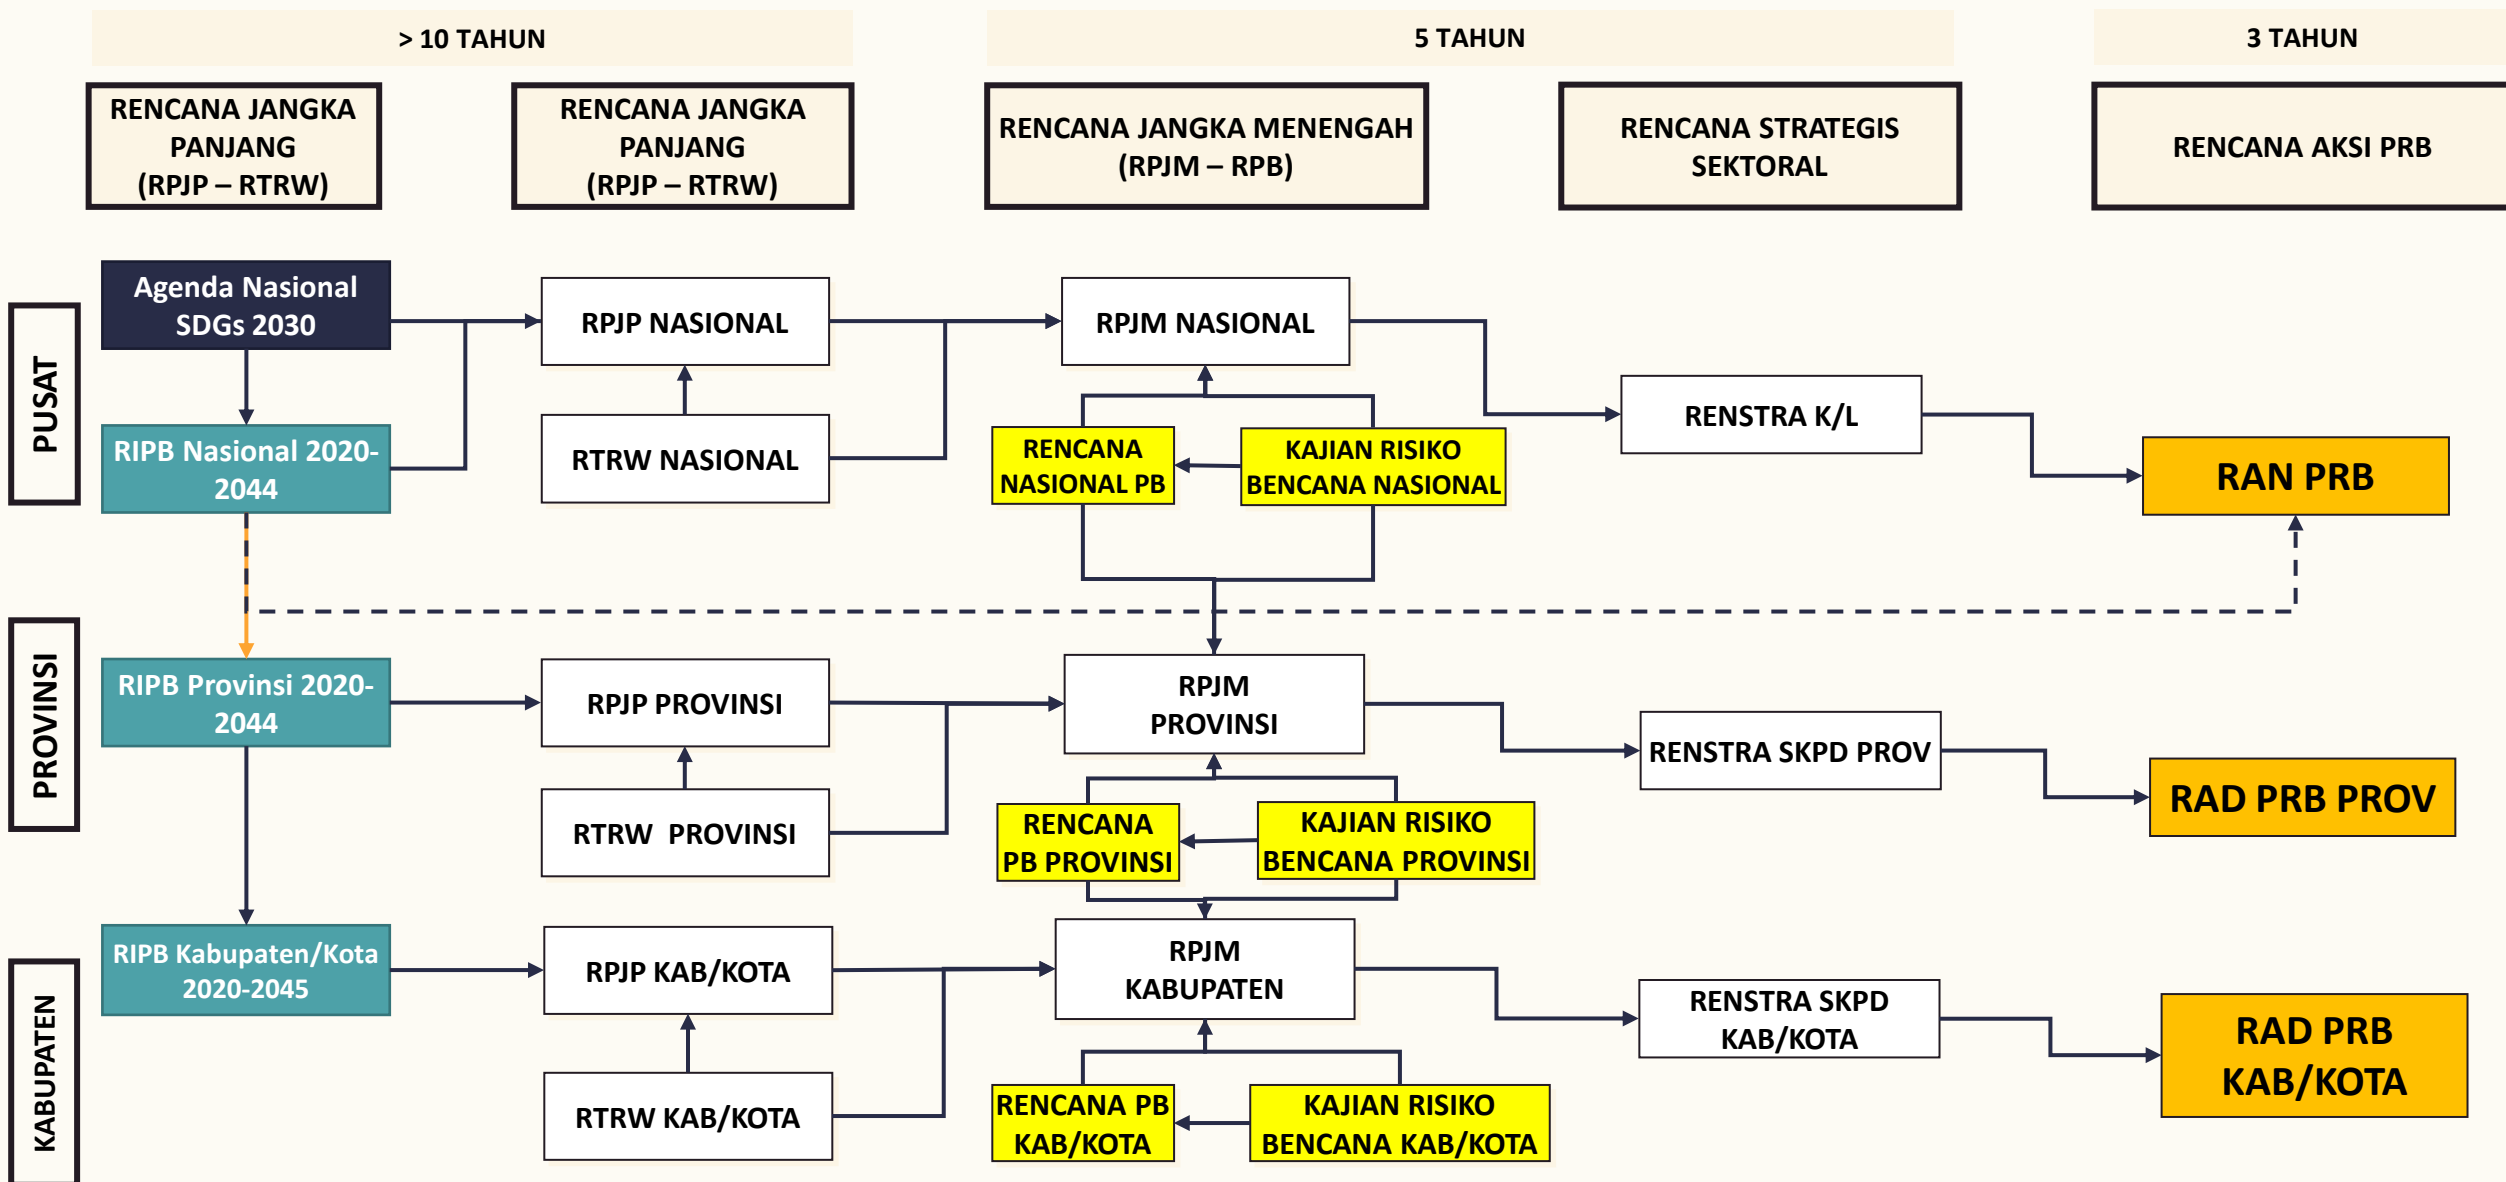 > 10 TAHUN
5 TAHUN
3 TAHUN
RENCANA JANGKA
PANJANG
(RPJP – RTRW)
RENCANA JANGKA
PANJANG
(RPJP – RTRW)
RENCANA JANGKA MENENGAH
(RPJM – RPB)
RENCANA STRATEGIS
SEKTORAL
RENCANA AKSI PRB
PUSAT
Agenda Nasional
SDGs 2030
RPJP NASIONAL
RPJM NASIONAL
RENSTRA K/L
RIPB Nasional 2020-
2044
RTRW NASIONAL
RENCANA
NASIONAL PB
KAJIAN RISIKO
BENCANA NASIONAL
RAN PRB
PROVINSI
RIPB Provinsi 2020-
2044
RPJP PROVINSI
RPJM
PROVINSI
RENSTRA SKPD PROV
RAD PRB PROV
RTRW  PROVINSI
RENCANA
PB PROVINSI
KAJIAN RISIKO
BENCANA PROVINSI
KABUPATEN
RIPB Kabupaten/Kota
2020-2045
RPJP KAB/KOTA
RPJM
KABUPATEN
RENSTRA SKPD
KAB/KOTA
RAD PRB
KAB/KOTA
RTRW KAB/KOTA
RENCANA PB
KAB/KOTA
KAJIAN RISIKO
BENCANA KAB/KOTA